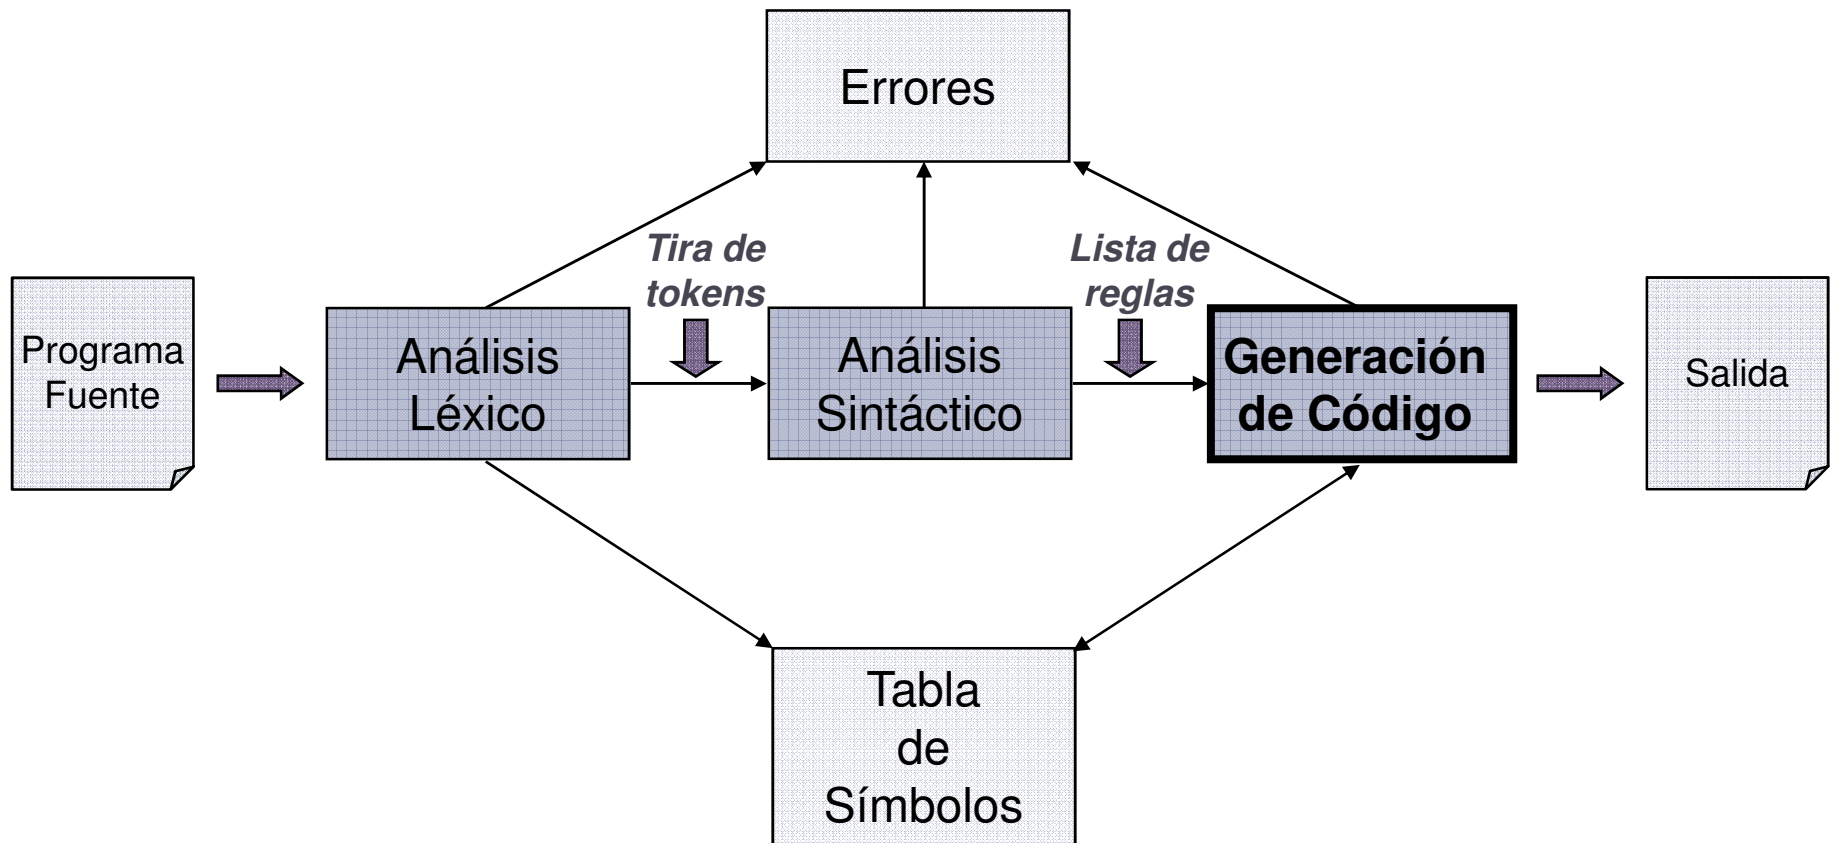 Errores
Tira de
tokens
Lista de
reglas
Programa
Fuente
Análisis
Léxico
Análisis
Sintáctico
Generación
de Código
Salida
Tabla
de
Símbolos